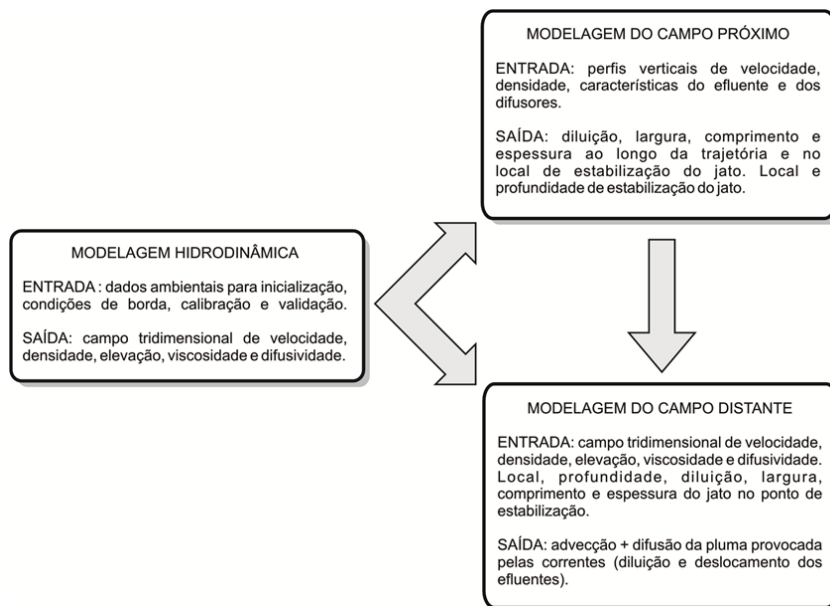 MODELAGEM DO CAMPO PRÓXIMO
ENTRADA: perfis verticais de velocidade,
densidade, características do efluente e dos
difusores.
SAÍDA: diluição, largura, comprimento e
espessura ao longo da trajetória e no
local de estabilização do jato. Local e
profundidade de estabilização do jato.
MODELAGEM HIDRODINÂMICA
ENTRADA : dados ambientais para inicialização,
condições de borda, calibração e validação.
SAÍDA: campo tridimensional de velocidade,
densidade, elevação, viscosidade e difusividade.
MODELAGEM DO CAMPO DISTANTE
ENTRADA: campo tridimensional de velocidade,
densidade, elevação, viscosidade e difusividade.
Local, profundidade, diluição, largura,
comprimento e espessura do jato no ponto de
estabilização.
SAÍDA: advecção + difusão da pluma provocada
pelas correntes (diluição e deslocamento dos
efluentes).